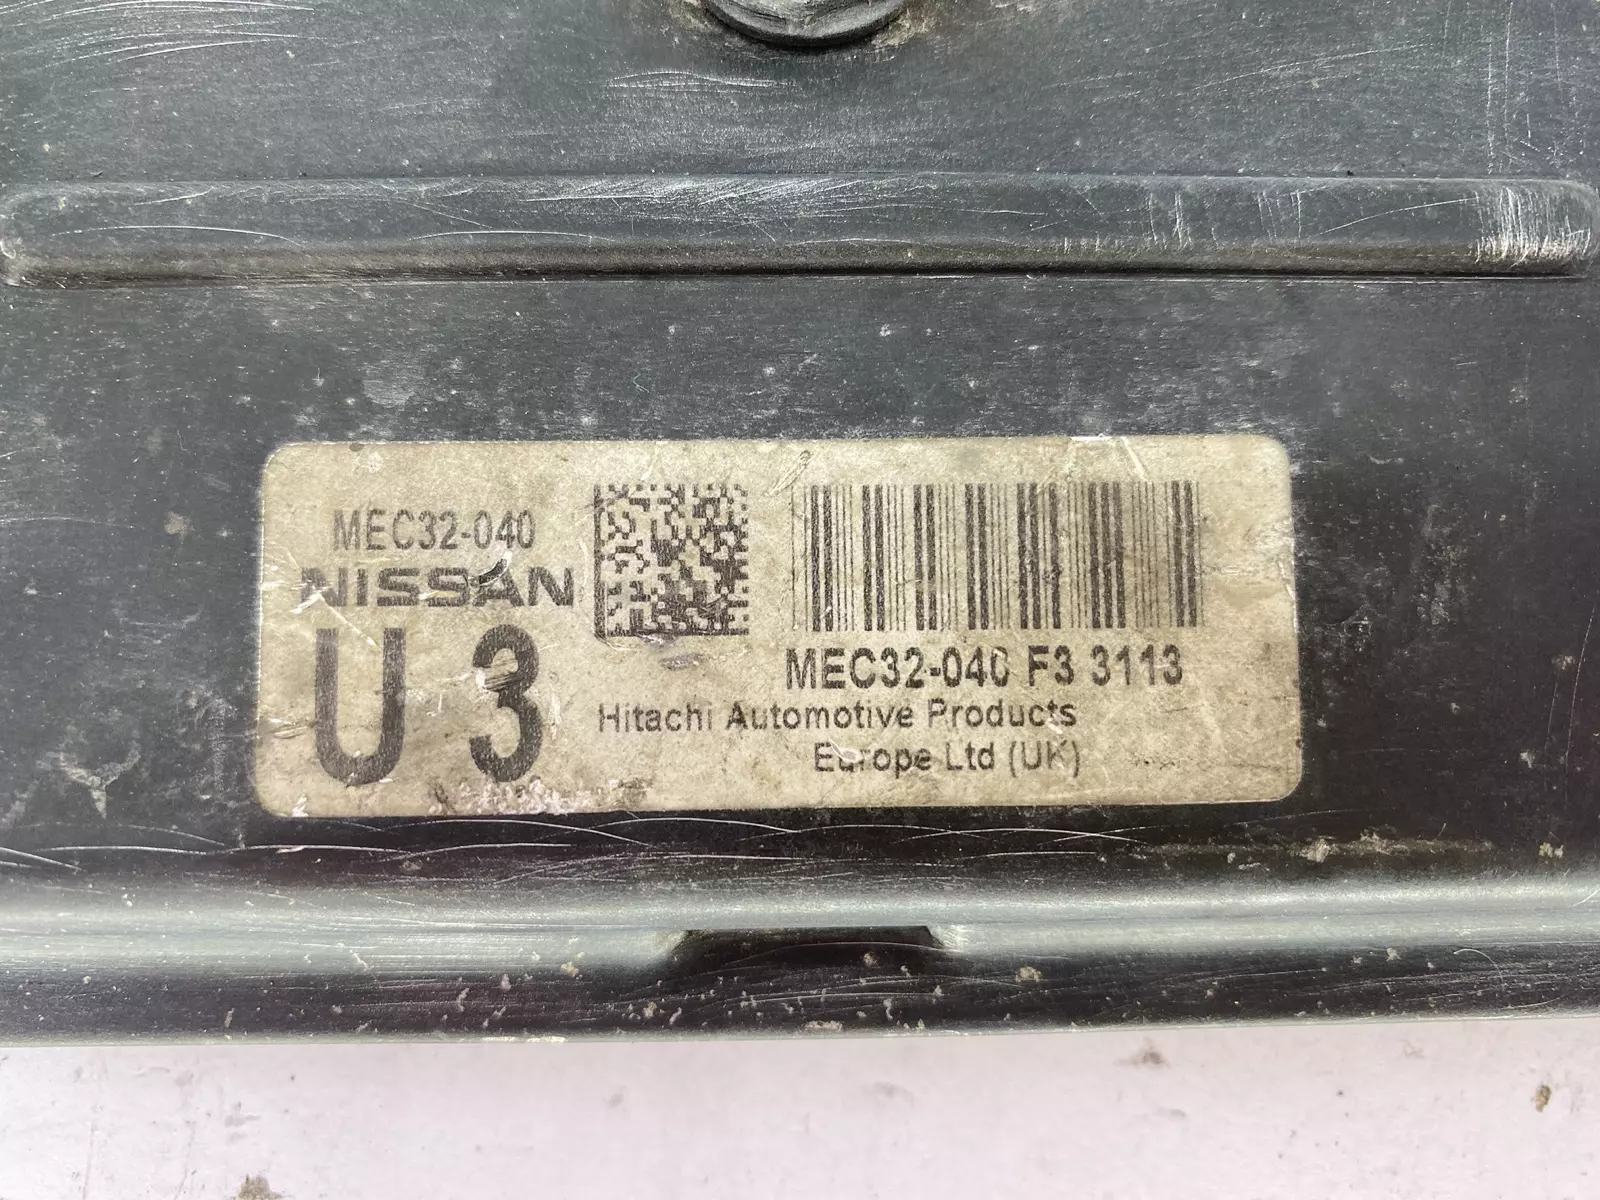 MEC32-040
NISSAN
U 3
MEC32-040 F3 3113
Hitachi Automotive Products
Europe Ltd (UK)